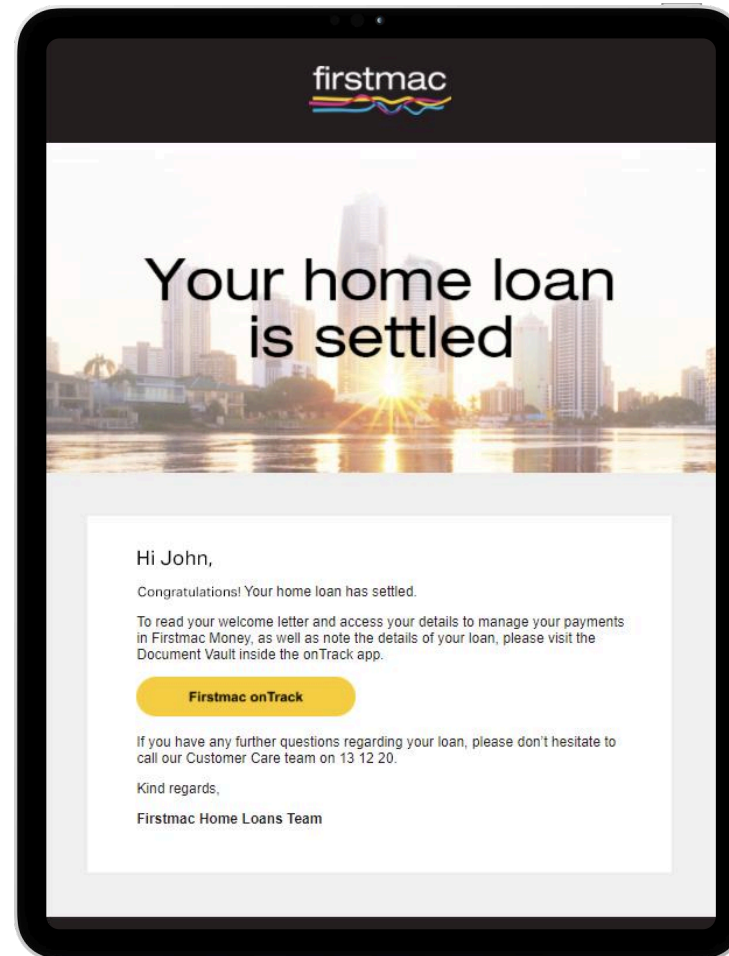 firstmac
Your home loan
is settled
Hi John,
Congratulations! Your home loan has settled.
To read your welcome letter and access your details to manage your payments
in Firstmac Money, as well as note the details of your loan, please visit the
Document Vault inside the onTrack app.
Firstmac onTrack
If you have any further questions regarding your loan, please don't hesitate to
call our Customer Care team on 13 12 20.
Kind regards,
Firstmac Home Loans Team